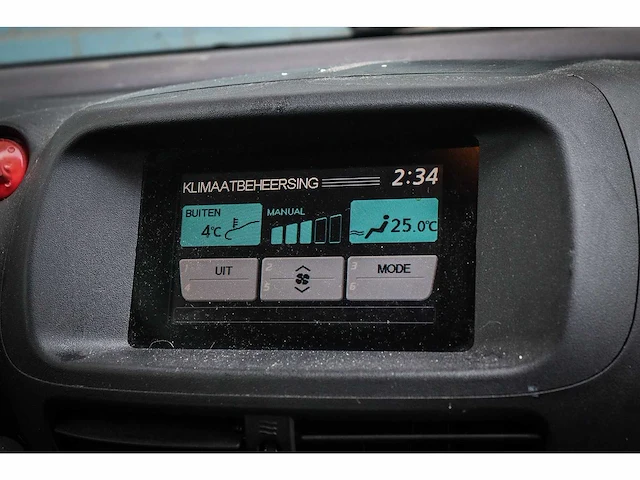 KLIMAATBEHEERSING 2:34
BUITEN 4°C
MANUAL
25.0°C
1 UIT 4
2 5
3 MODE 6